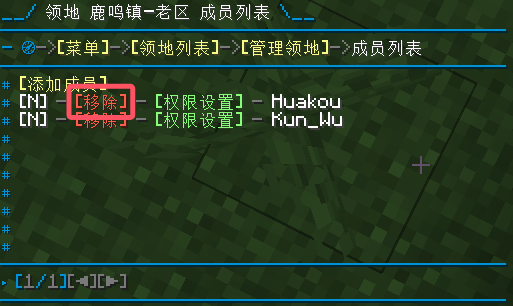 __/ 领地 鹿鸣镇-老区 成员列表 \__
->[菜单]->[领地列表]->[管理领地]->成员列表
# [添加成员]
# [N] - [移除] - [权限设置] - Huakou
# [N] - [移除] - [权限设置] - Kun_Wu
#
#
#
#
#
#
#
▸ [1/1][◀][▶]